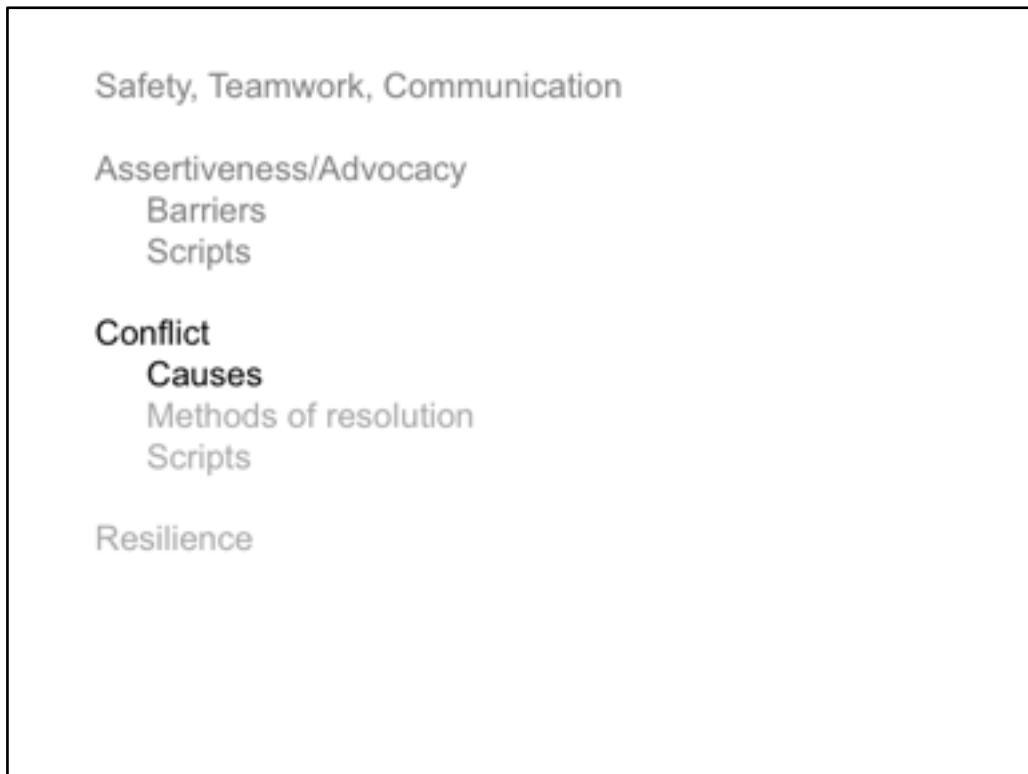 Safety, Teamwork, Communication
Assertiveness/Advocacy
Barriers
Scripts
Conflict
Causes
Methods of resolution
Scripts
Resilience